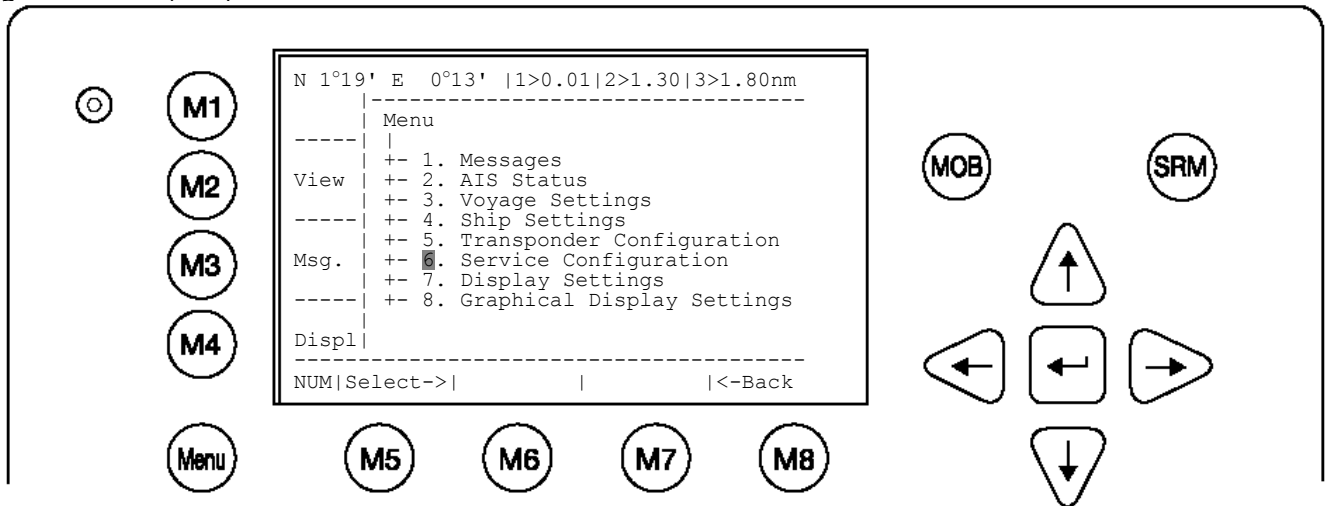 N 1°19' E 0°13' |1>0.01|2>1.30|3>1.80nm
M1
Menu
MOB
SRM
+- 1. Messages
M2
View | +- 2. AIS Status
+- 3. Voyage Settings
-----| +- 4. Ship Settings
+- 5. Transponder Configuration
M3
Msg. | +- 6. Service Configuration
+- 7. Display Settings
-----| +- 8. Graphical Display Settings
M4
Displ|
NUM|Select->| | |<-Back
Menu
M5
M6
M7
M8